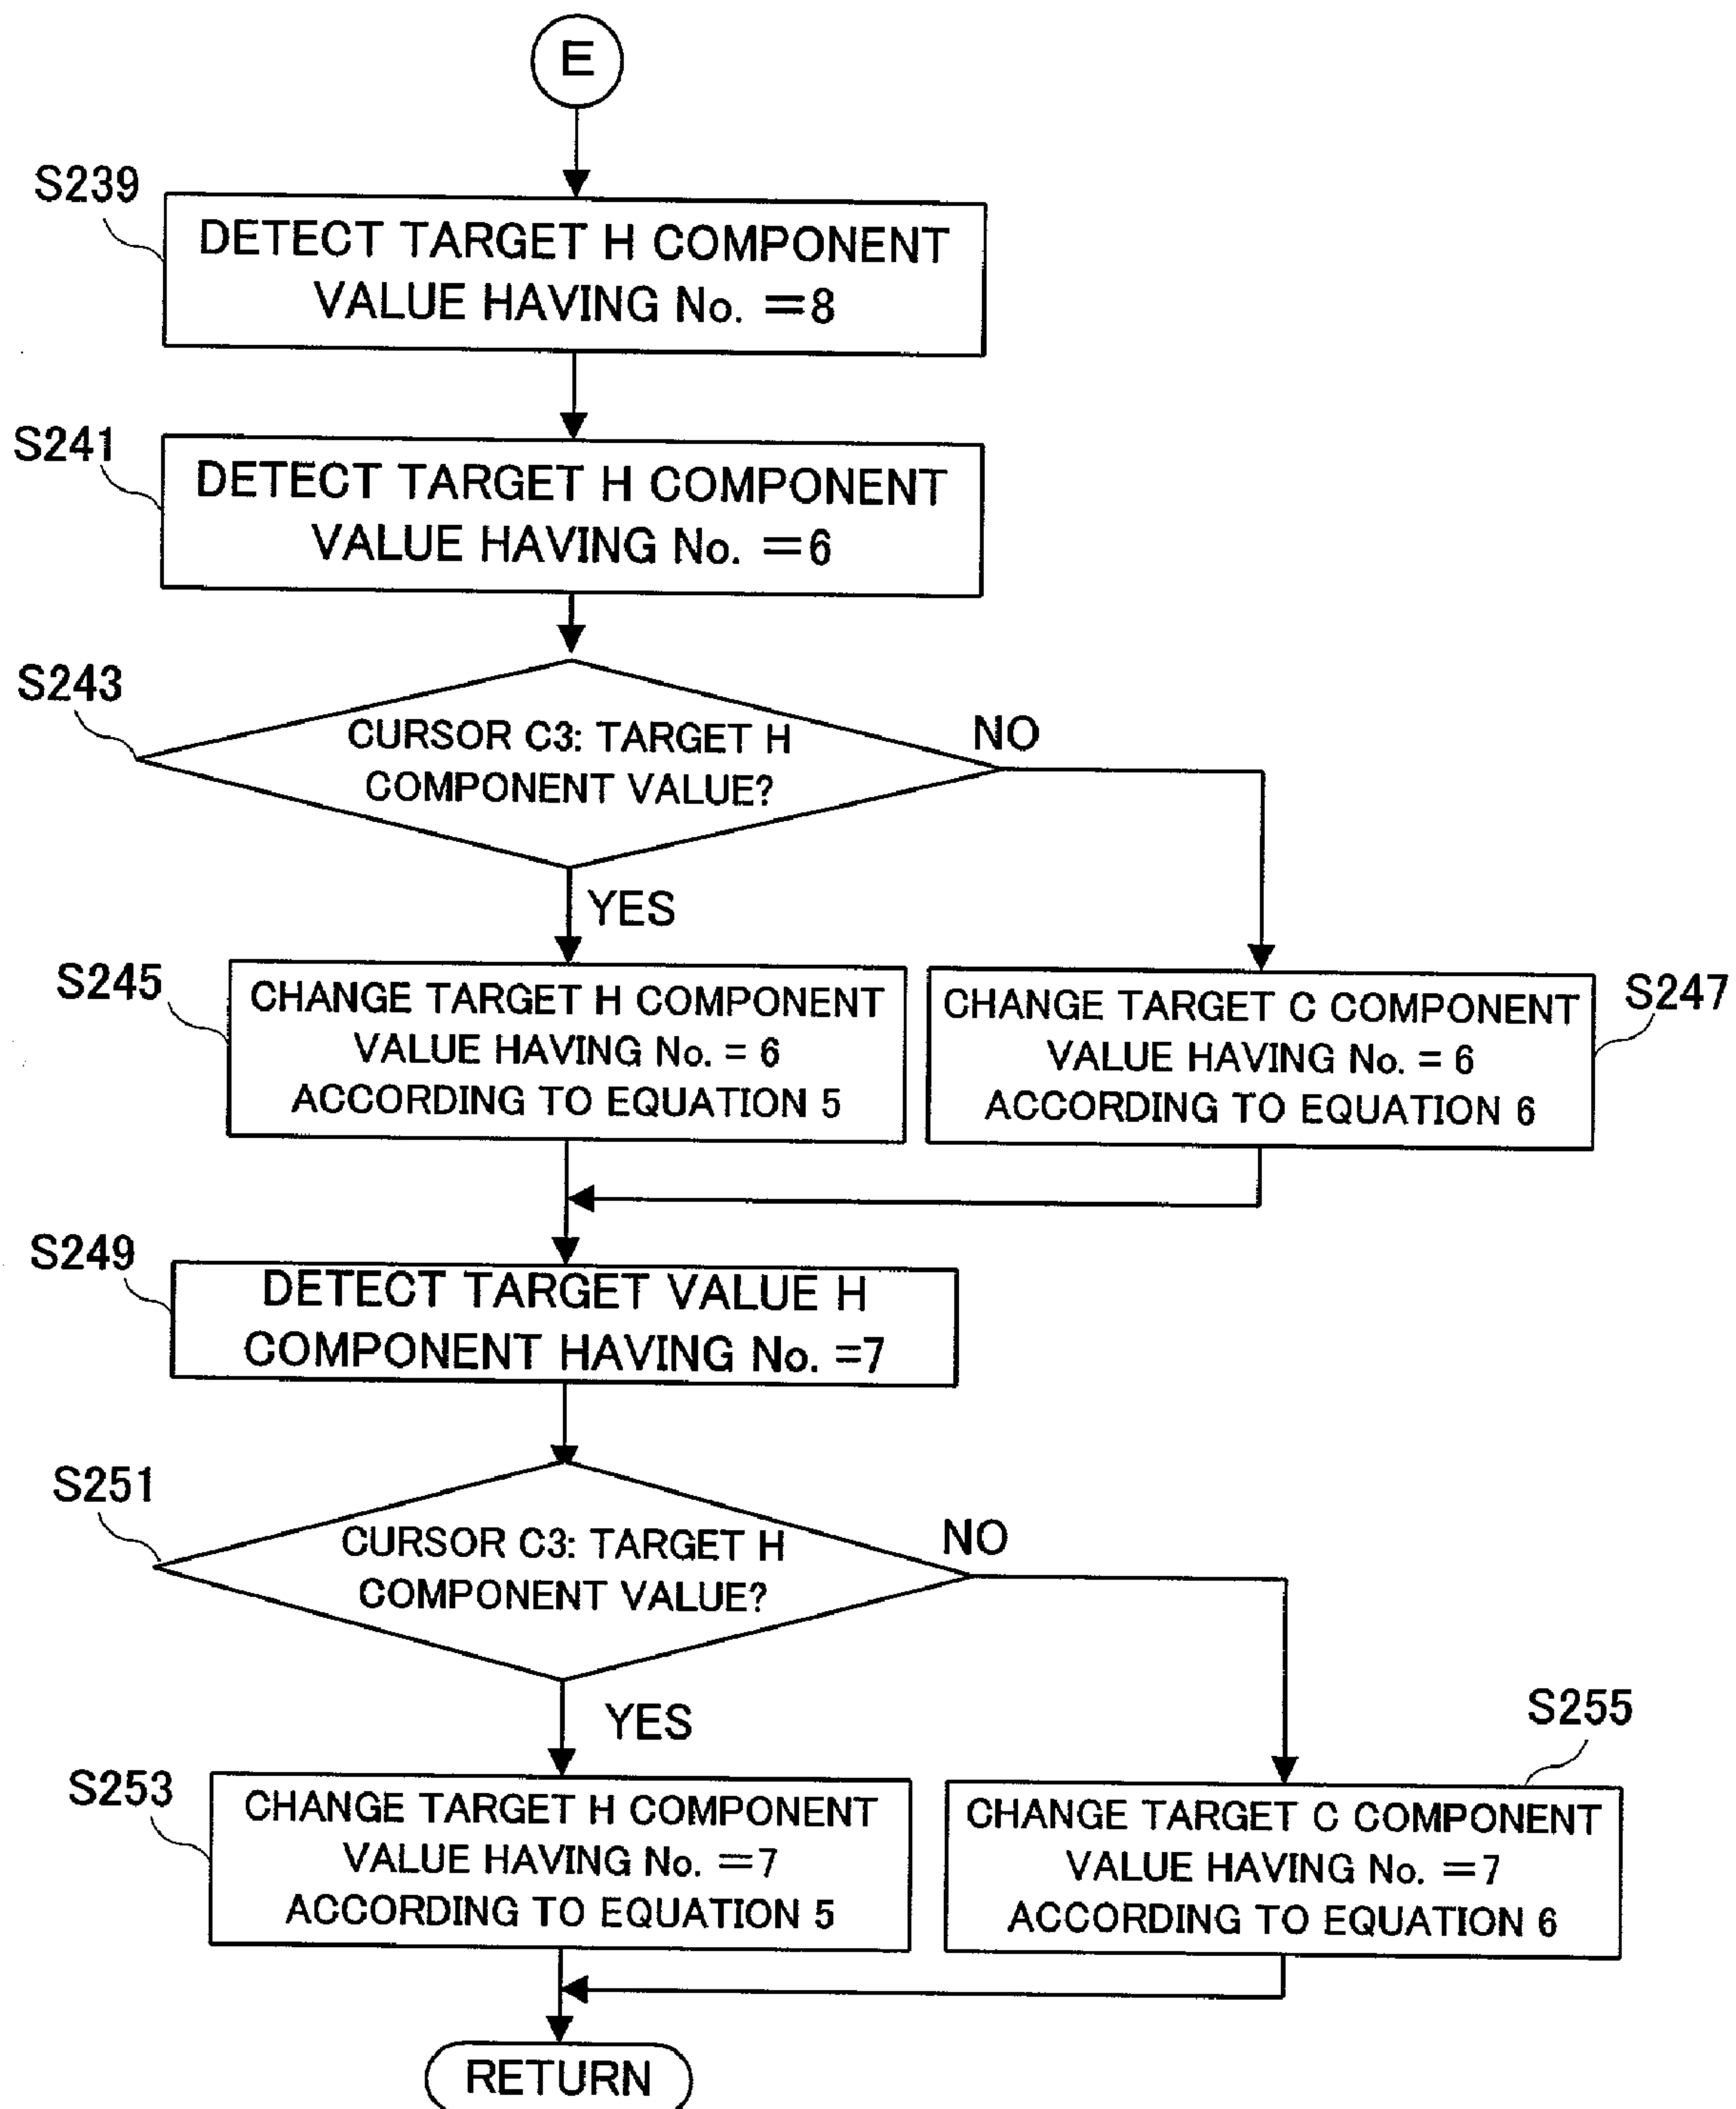 E
S239
DETECT TARGET H COMPONENT
VALUE HAVING No. =8
S241
DETECT TARGET H COMPONENT
VALUE HAVING No. =6
S243
CURSOR C3: TARGET H
COMPONENT VALUE?
NO
YES
S245
CHANGE TARGET H COMPONENT
VALUE HAVING No. = 6
ACCORDING TO EQUATION 5
S247
CHANGE TARGET C COMPONENT
VALUE HAVING No. = 6
ACCORDING TO EQUATION 6
S249
DETECT TARGET VALUE H
COMPONENT HAVING No. =7
S251
CURSOR C3: TARGET H
COMPONENT VALUE?
NO
YES
S253
CHANGE TARGET H COMPONENT
VALUE HAVING No. =7
ACCORDING TO EQUATION 5
S255
CHANGE TARGET C COMPONENT
VALUE HAVING No. =7
ACCORDING TO EQUATION 6
RETURN